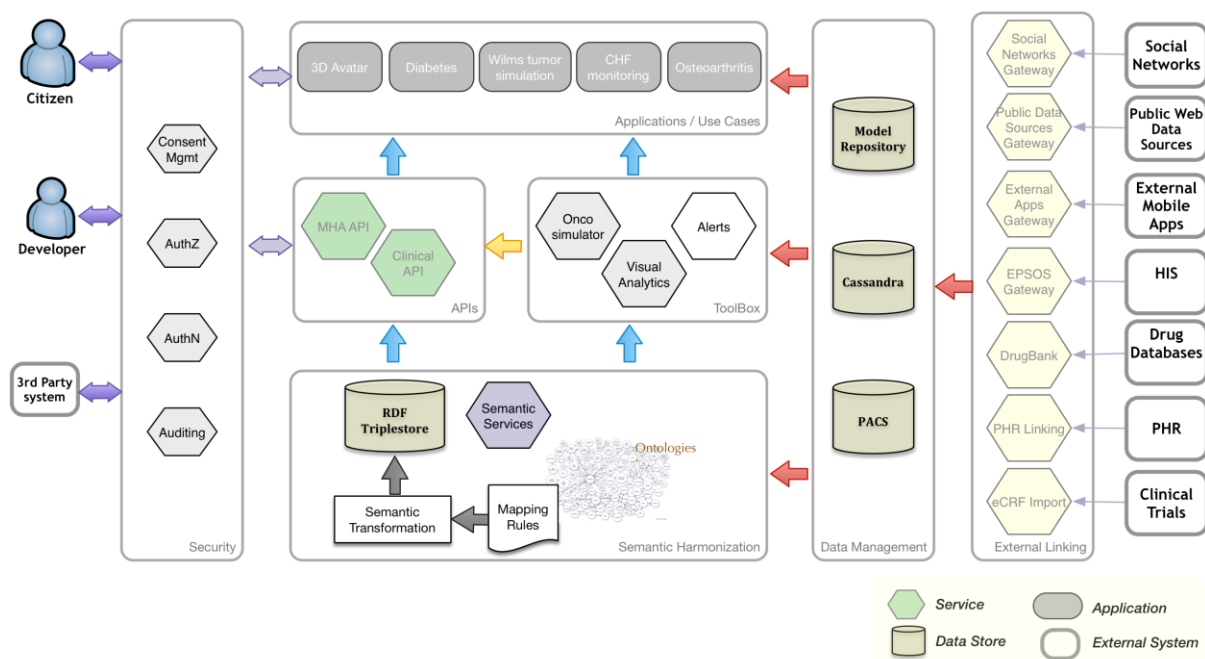 Citizen
Developer
3rd Party
system
Consent
Mgmt
AuthZ
AuthN
Auditing
Security
3D Avatar
Diabetes
Wilms tumor
simulation
CHF
monitoring
Osteoarthritis
Applications / Use Cases
MHA API
Clinical
API
APIs
Onco
simulator
Visual
Analytics
Alerts
ToolBox
RDF
Triplestore
Semantic
Services
Ontologies
Semantic
Transformation
Mapping
Rules
Semantic Harmonization
Model
Repository
Cassandra
PACS
Data Management
Social
Networks
Gateway
Public Data
Sources
Gateway
External
Apps
Gateway
EPSOS
Gateway
DrugBank
PHR Linking
eCRF Import
External Linking
Social
Networks
Public Web
Data
Sources
External
Mobile
Apps
HIS
Drug
Databases
PHR
Clinical
Trials
Service
Application
Data Store
External System